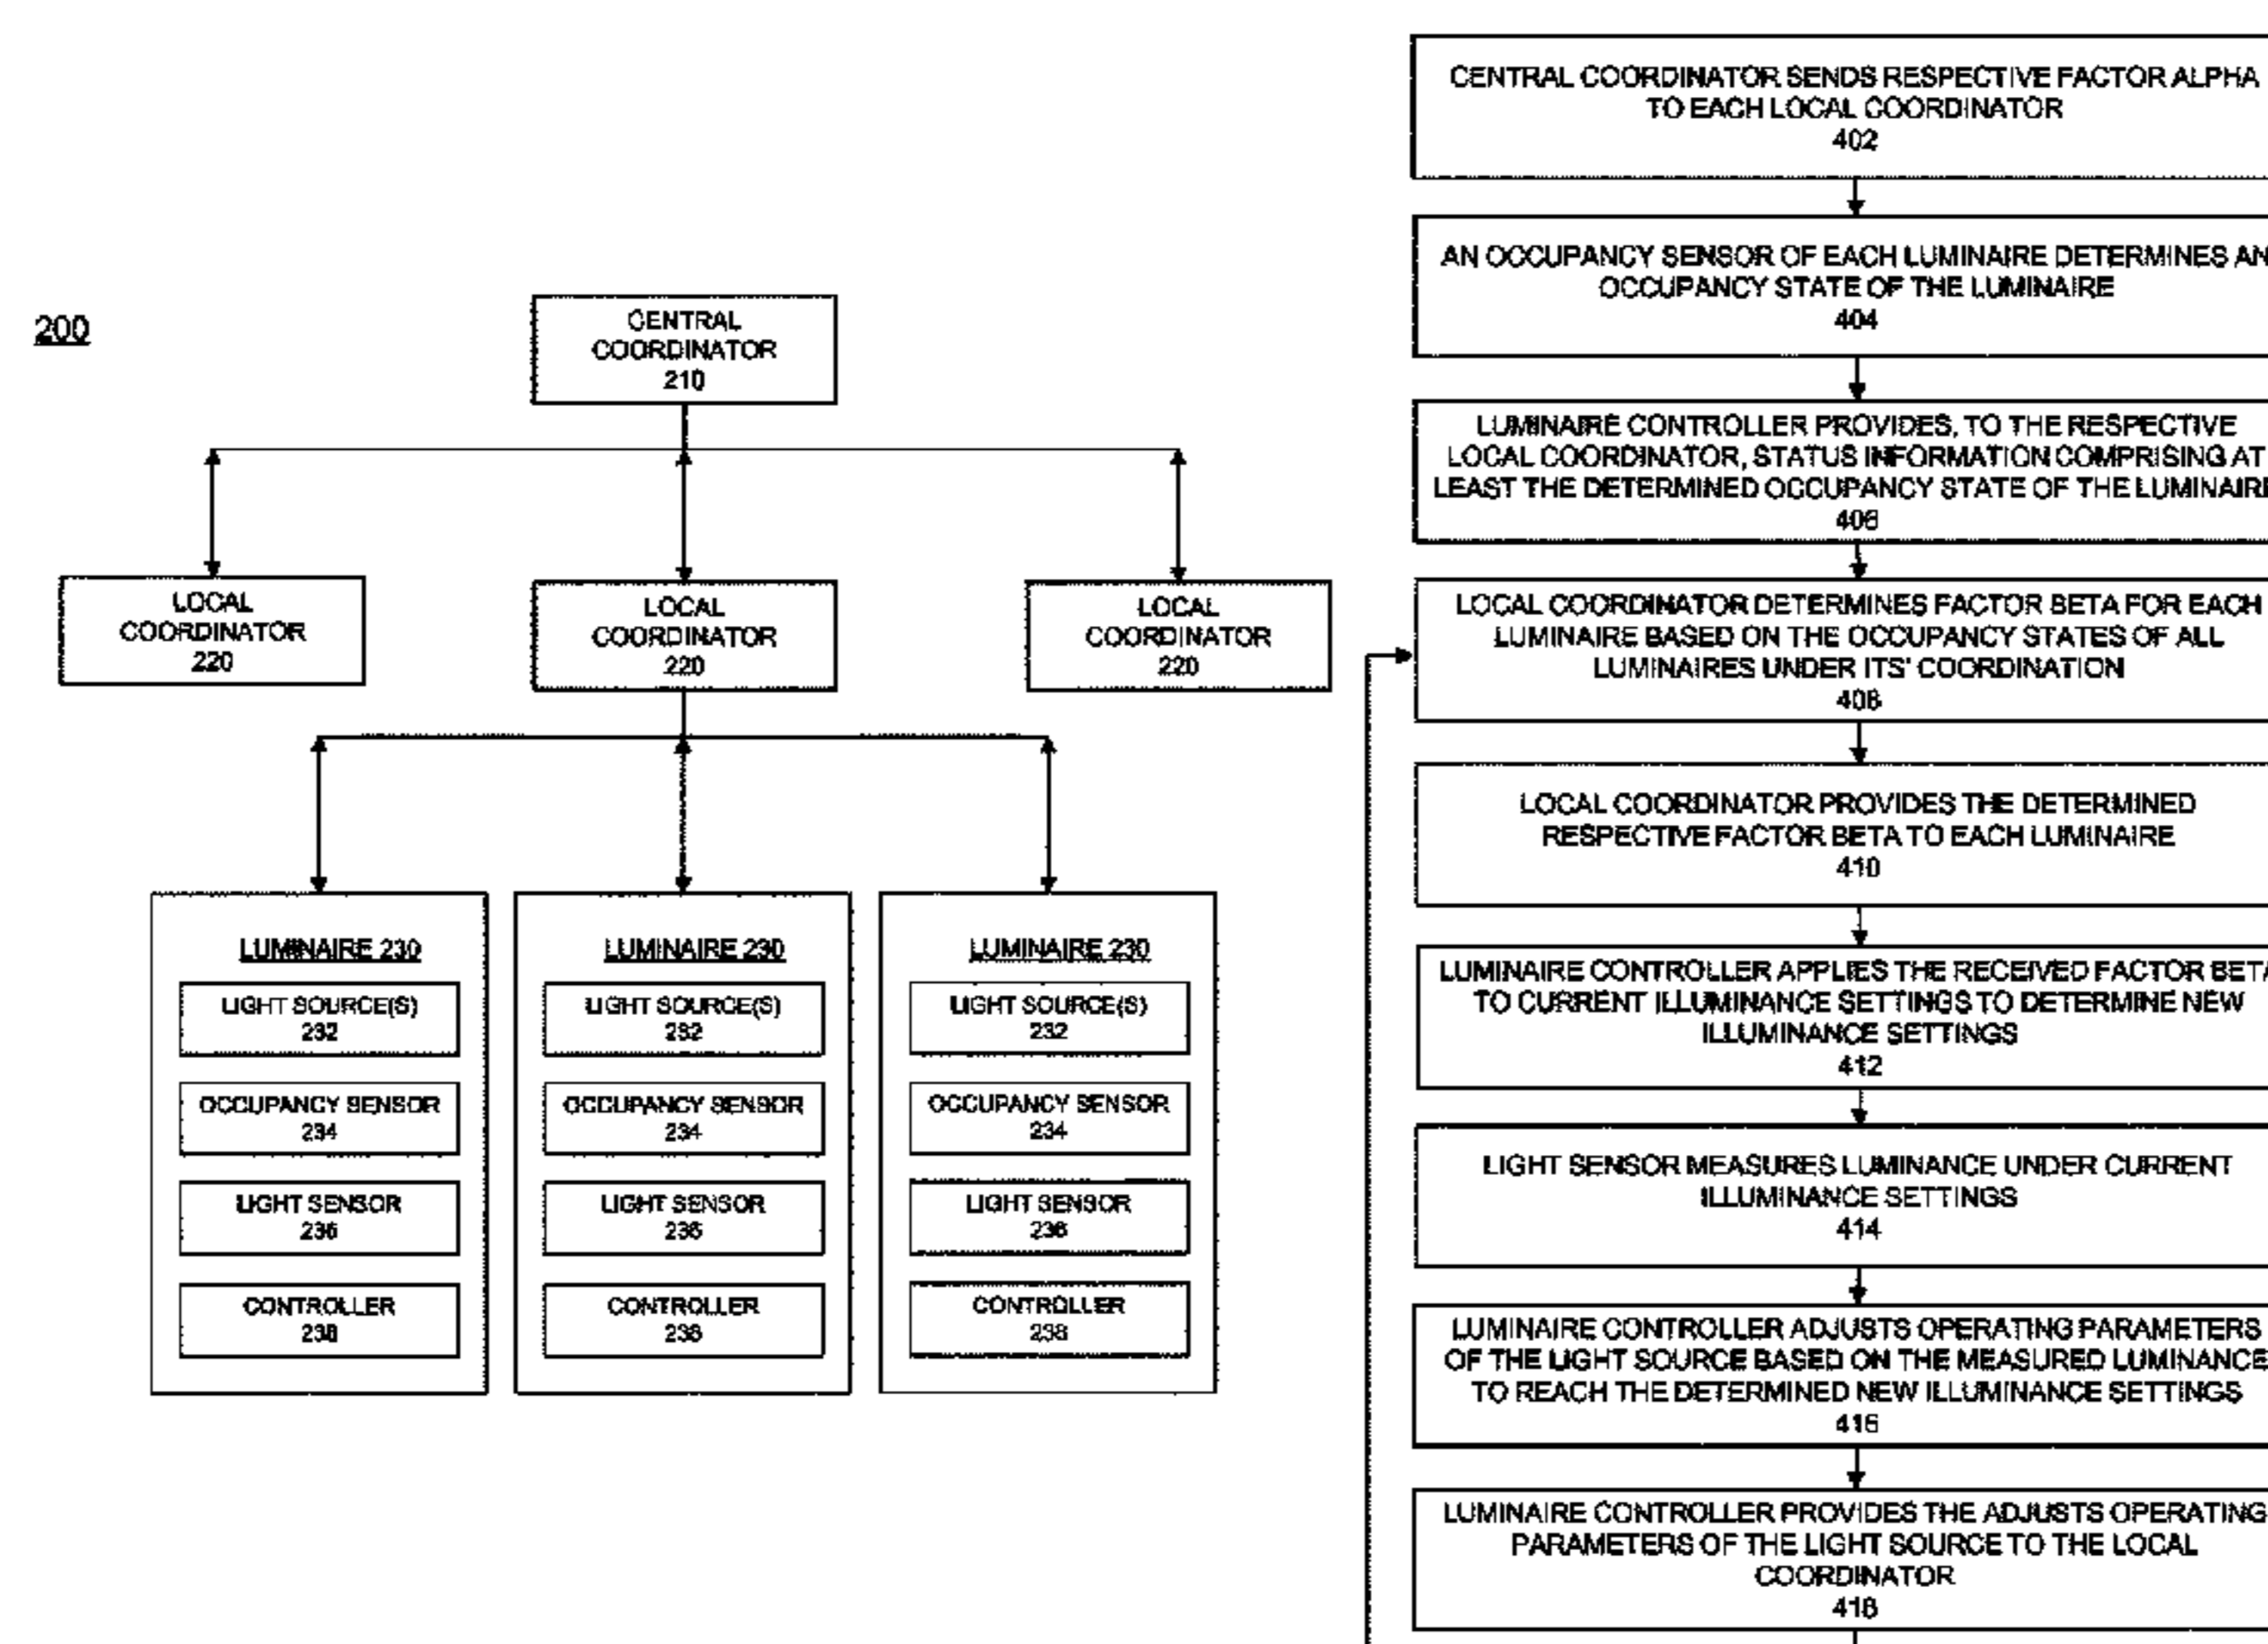 200
CENTRAL
COORDINATOR
210
LOCAL
COORDINATOR
220
LOCAL
COORDINATOR
220
LOCAL
COORDINATOR
220
LUMINAIRE 230
LIGHT SOURCE(S)
232
OCCUPANCY SENSOR
234
LIGHT SENSOR
236
CONTROLLER
238
LUMINAIRE 230
LIGHT SOURCE(S)
232
OCCUPANCY SENSOR
234
LIGHT SENSOR
236
CONTROLLER
238
LUMINAIRE 230
LIGHT SOURCE(S)
232
OCCUPANCY SENSOR
234
LIGHT SENSOR
236
CONTROLLER
238
CENTRAL COORDINATOR SENDS RESPECTIVE FACTOR ALPHA
TO EACH LOCAL COORDINATOR
402
AN OCCUPANCY SENSOR OF EACH LUMINAIRE DETERMINES AN
OCCUPANCY STATE OF THE LUMINAIRE
404
LUMINAIRE CONTROLLER PROVIDES, TO THE RESPECTIVE
LOCAL COORDINATOR, STATUS INFORMATION COMPRISING AT
LEAST THE DETERMINED OCCUPANCY STATE OF THE LUMINAIRE
406
LOCAL COORDINATOR DETERMINES FACTOR BETA FOR EACH
LUMINAIRE BASED ON THE OCCUPANCY STATES OF ALL
LUMINAIRES UNDER ITS' COORDINATION
408
LOCAL COORDINATOR PROVIDES THE DETERMINED
RESPECTIVE FACTOR BETA TO EACH LUMINAIRE
410
LUMINAIRE CONTROLLER APPLIES THE RECEIVED FACTOR BETA
TO CURRENT ILLUMINANCE SETTINGS TO DETERMINE NEW
ILLUMINANCE SETTINGS
412
LIGHT SENSOR MEASURES LUMINANCE UNDER CURRENT
ILLUMINANCE SETTINGS
414
LUMINAIRE CONTROLLER ADJUSTS OPERATING PARAMETERS
OF THE LIGHT SOURCE BASED ON THE MEASURED LUMINANCE
TO REACH THE DETERMINED NEW ILLUMINANCE SETTINGS
416
LUMINAIRE CONTROLLER PROVIDES THE ADJUSTS OPERATING
PARAMETERS OF THE LIGHT SOURCE TO THE LOCAL
COORDINATOR
418